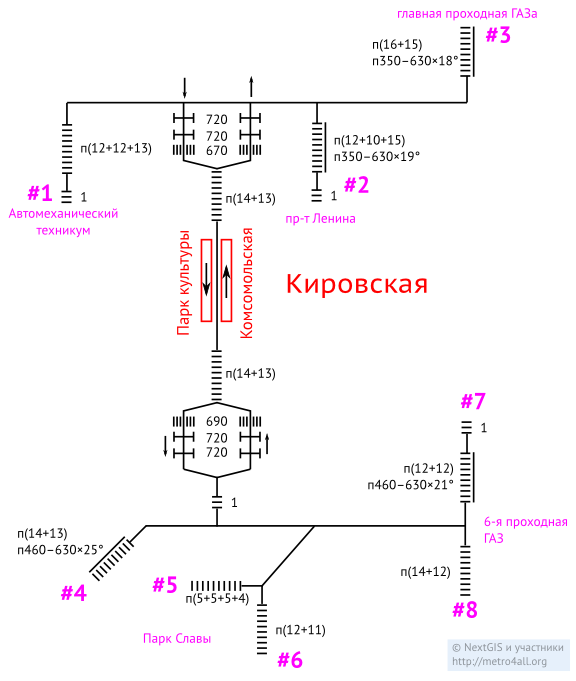 главная проходная ГАЗа
#3
п(16+15)
п350–630×18°
720
720
670
п(12+12+13)
п(12+10+15)
п350–630×19°
#1
1
#2
1
Автомеханический
техникум
п(14+13)
пр-т Ленина
Парк культуры
Комсомольская
Кировская
п(14+13)
690
720
720
#7
1
п(12+12)
п460–630×21°
1
6-я проходная
ГАЗ
п(14+13)
п460–630×25°
#4
#5
п(5+5+5+4)
п(14+12)
#8
Парк Славы
п(12+11)
#6
© NextGIS и участники
http://metro4all.org